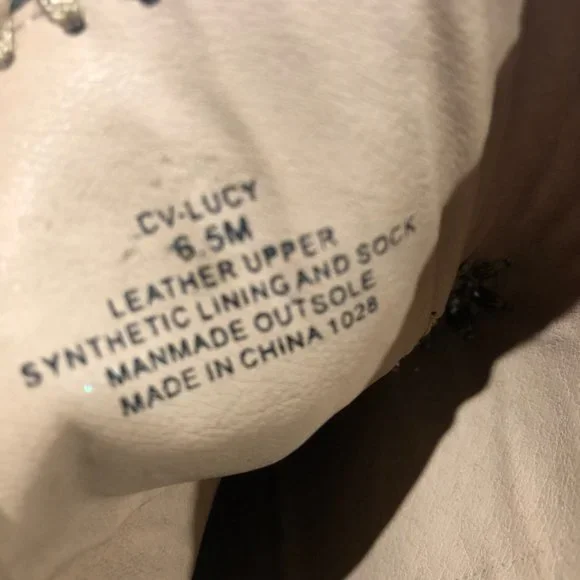 CV-LUCY
6.5M
LEATHER UPPER
SYNTHETIC LINING AND SOCK
MANMADE OUTSOLE
MADE IN CHINA 1028